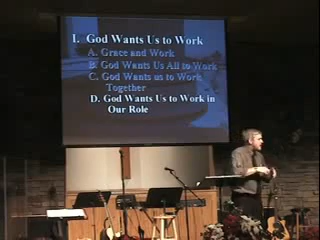 I. God Wants Us to Work
A. Grace and Work
B. God Wants Us All to Work
C. God Wants us to Work
Together
D. God Wants Us to Work in
Our Role